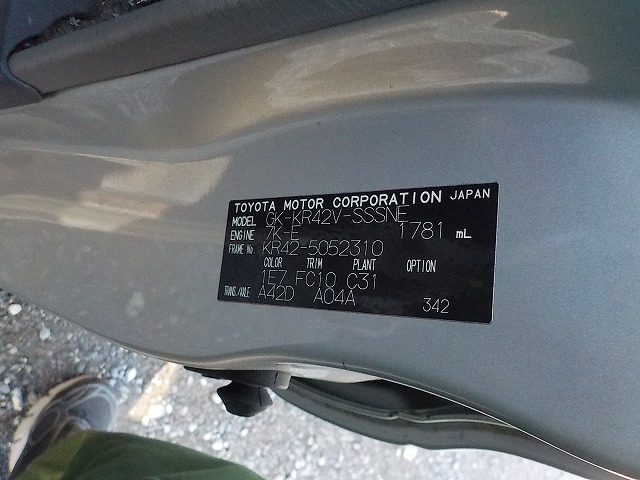 TOYOTA MOTOR CORPORATION JAPAN
MODEL GK-KR42V-SSSNE
ENGINE 7K-E 1781 mL
FRAME No. KR42-5052310
COLOR TRIM PLANT OPTION
1E7 FC10 C31
TRANS./AXLE A42D A04A
342